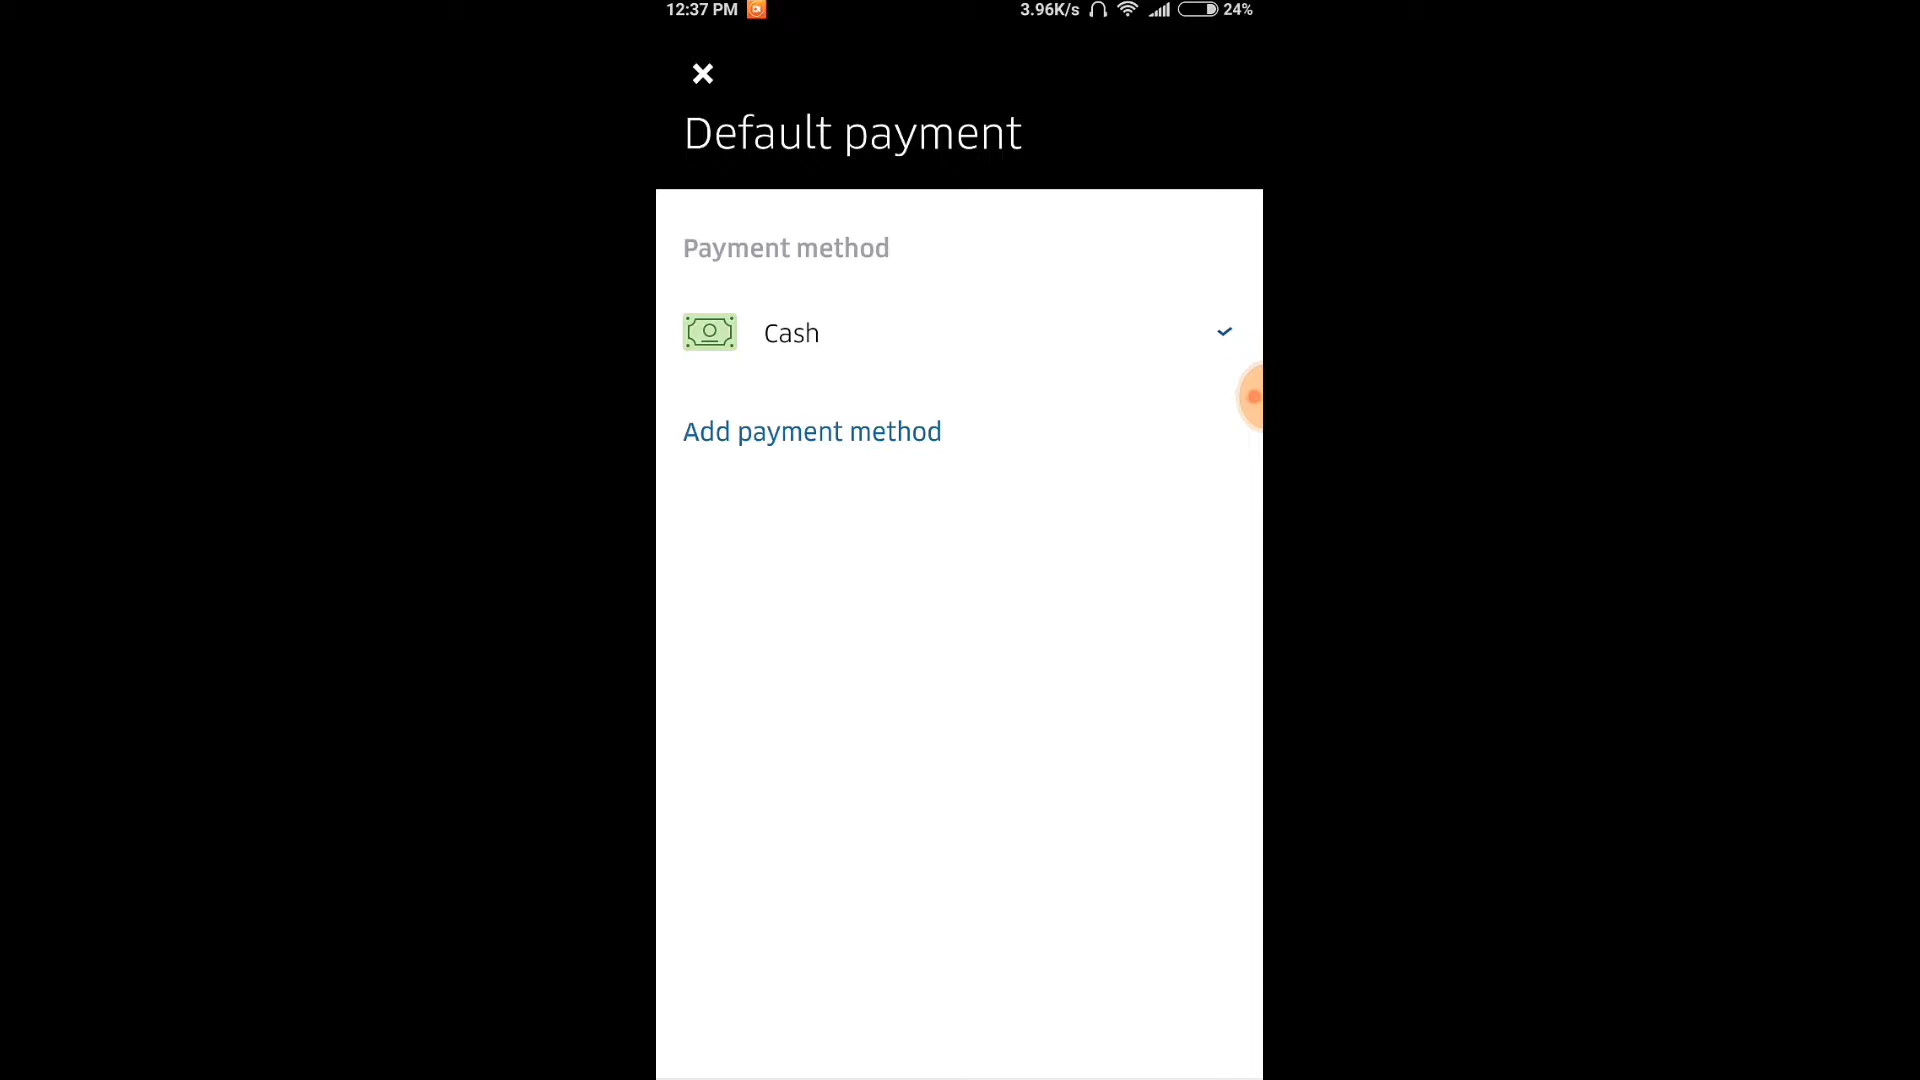 12:37 PM 3.96K/s 24%
Default payment
Payment method
Cash
Add payment method